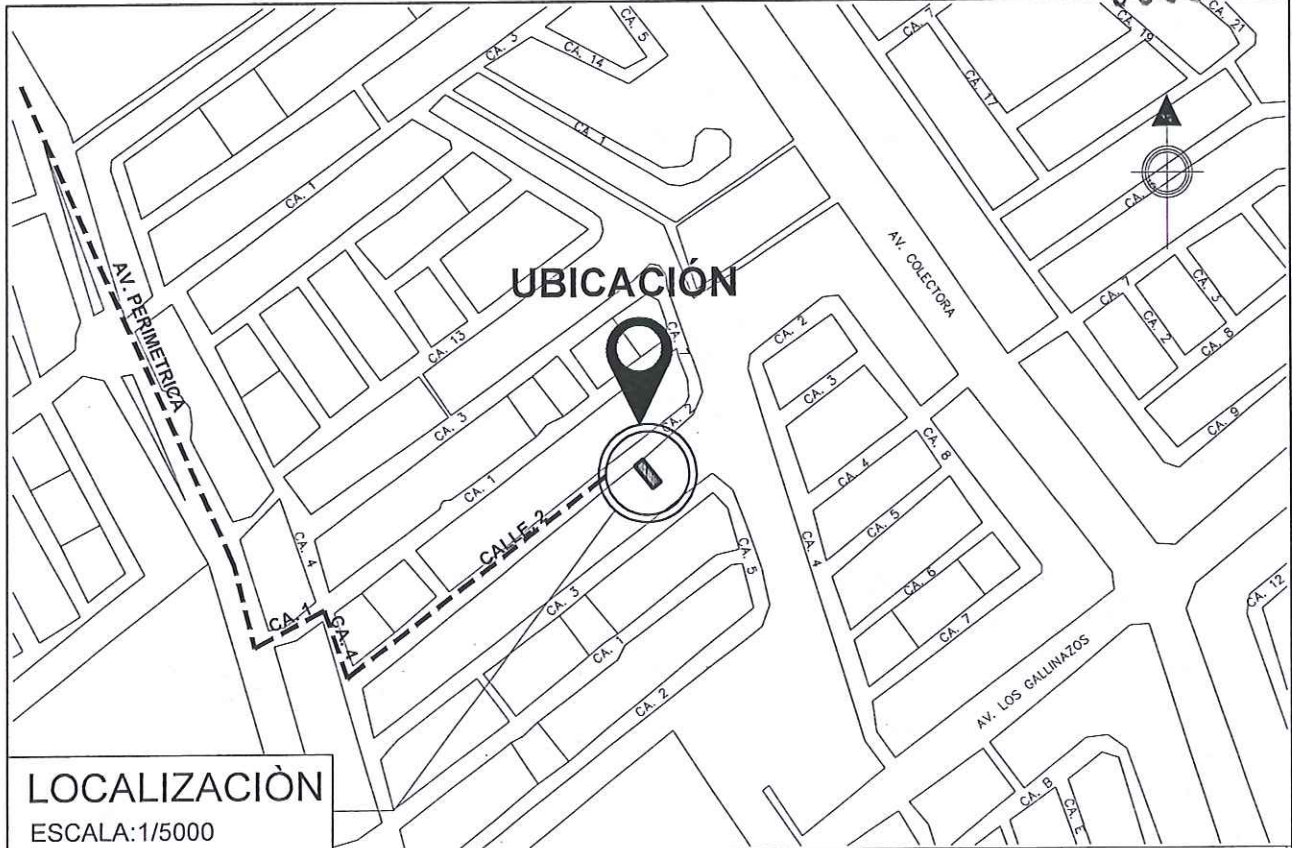 CA. 5
CA. 7
CA. 19
CA. 21
CA. 3
CA. 14
CA. 17
CA. 1
CA. 1
UBICACIÓN
AV. COLECTORA
AV. PERIMETRICA
CA. 7
CA. 3
CA. 2
CA. 8
CA. 13
CA. 2
CA. 3
CA. 9
CA. 3
CA. 2
CA. 8
CA. 4
CA. 1
CA. 5
CALLE 2
CA. 4
CA. 4
CA. 5
CA. 6
CA. 12
CA. 3
CA. 1
CA. 4
CA. 1
CA. 7
CA. 2
AV. LOS GALLINAZOS
LOCALIZACIÒN
ESCALA:1/5000
CA. B
CA. E